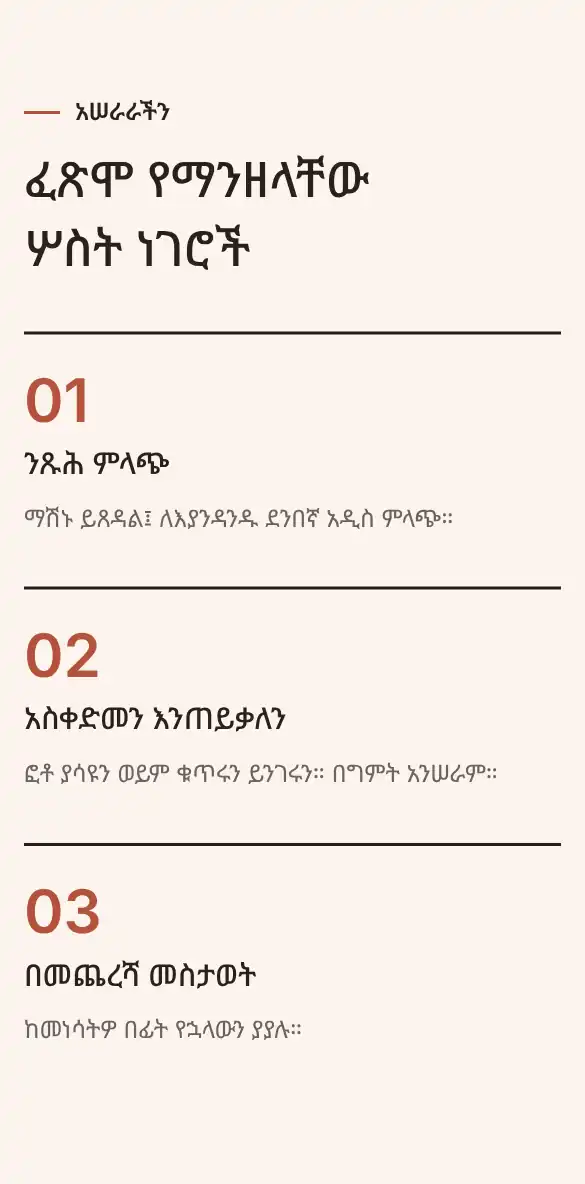 አሠራራችን
ፈጽሞ የማንዘላቸው
ሦስት ነገሮች
01
ንጹሕ ምላጭ
ማሽኑ ይጸዳል፤ ለእያንዳንዱ ደንበኛ አዲስ ምላጭ።
02
አስቀድመን እንጠይቃለን
ፎቶ ያሳዩን ወይም ቁጥሩን ይንገሩን። በግምት አንሠራም።
03
በመጨረሻ መስታወት
ከመነሳትዎ በፊት የኋላውን ያያሉ።